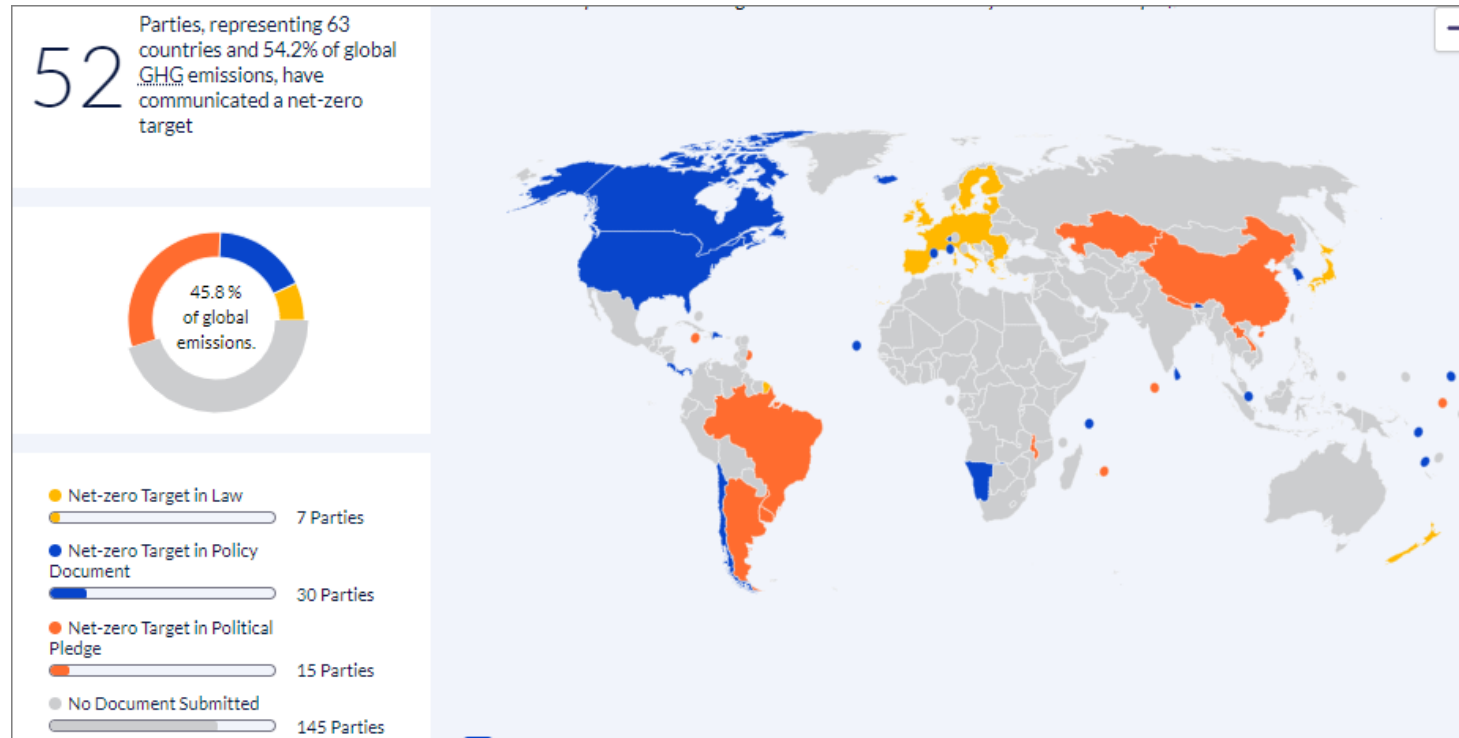 52
Parties, representing 63
countries and 54.2% of global
GHG emissions, have
communicated a net-zero
target
45.8 %
of global
emissions.
Net-zero Target in Law
7 Parties
Net-zero Target in Policy
Document
30 Parties
Net-zero Target in Political
Pledge
15 Parties
No Document Submitted
145 Parties